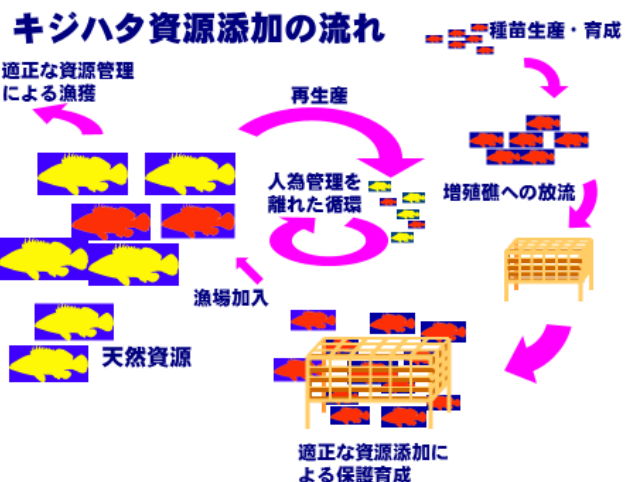 キジハタ資源添加の流れ
種苗生産・育成
適正な資源管理
による漁獲
再生産
人為管理を
離れた循環
増殖礁への放流
漁場加入
天然資源
適正な資源添加に
よる保護育成